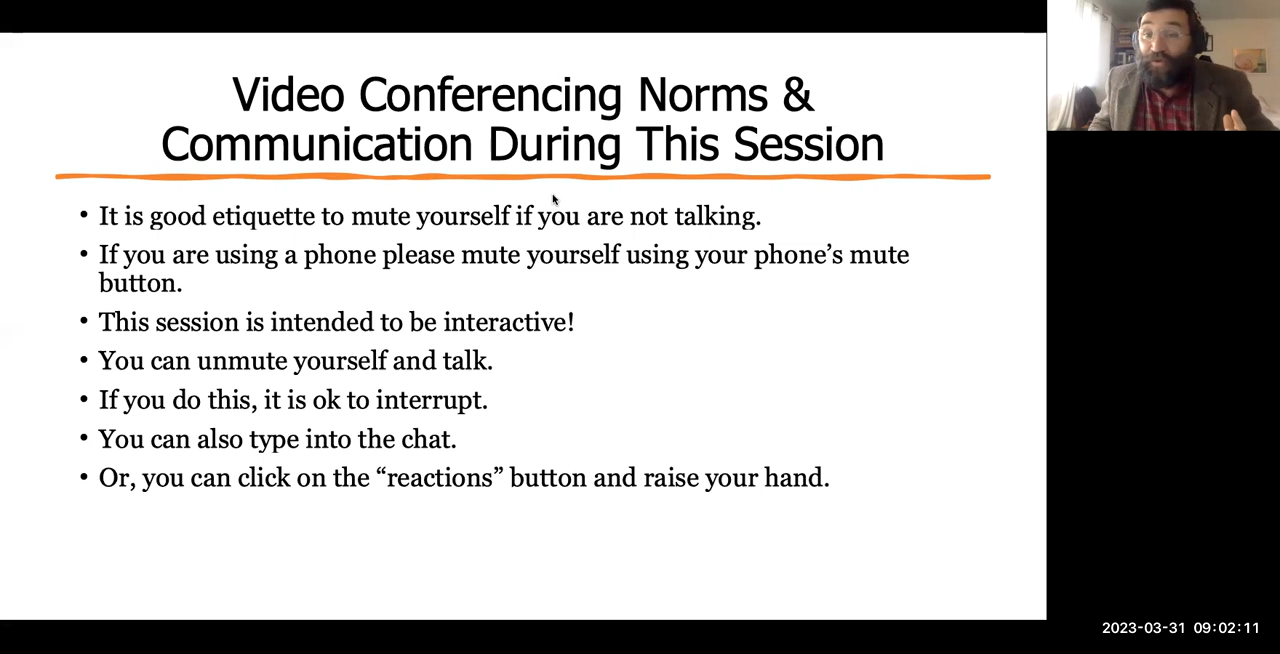 Video Conferencing Norms &
Communication During This Session
• It is good etiquette to mute yourself if you are not talking.
• If you are using a phone please mute yourself using your phone’s mute
button.
• This session is intended to be interactive!
• You can unmute yourself and talk.
• If you do this, it is ok to interrupt.
• You can also type into the chat.
• Or, you can click on the “reactions” button and raise your hand.
2023-03-31 09:02:11